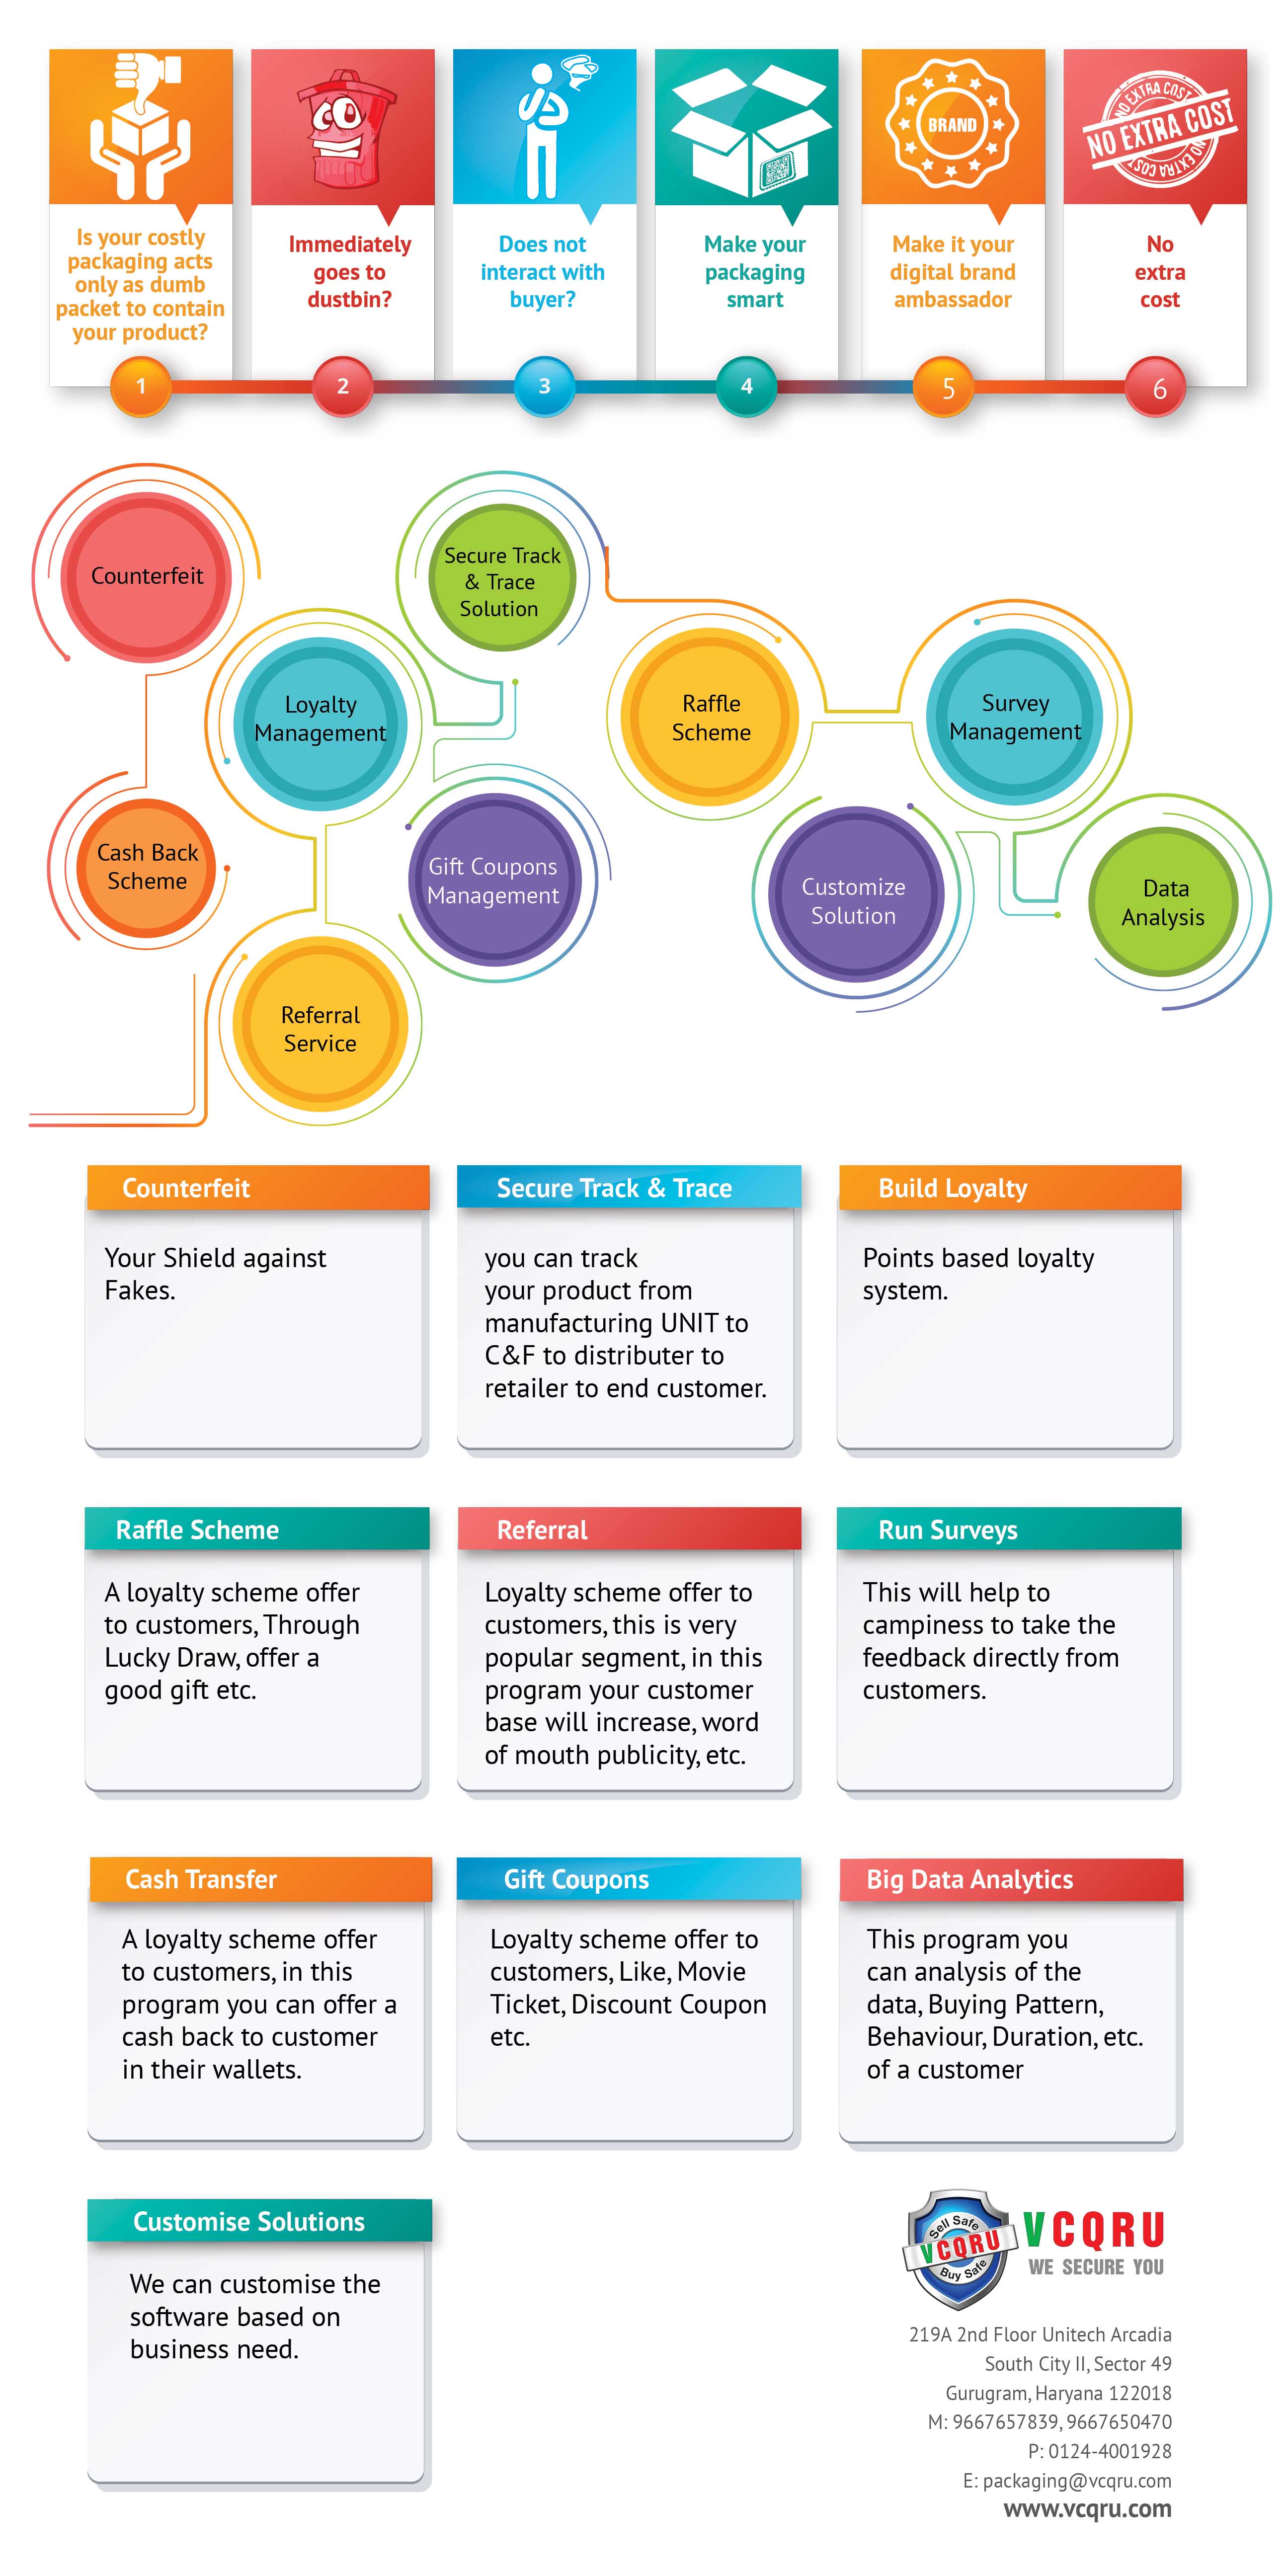 BRAND
NO EXTRA COST
NO EXTRA COST
NO EXTRA COST
Is your costly
packaging acts
only as dumb
packet to contain
your product?
Immediately
goes to
dustbin?
Does not
interact with
buyer?
Make your
packaging
smart
Make it your
digital brand
ambassador
No
extra
cost
1
2
3
4
5
6
Counterfeit
Secure Track
& Trace
Solution
Loyalty
Management
Raffle
Scheme
Survey
Management
Cash Back
Scheme
Gift Coupons
Management
Customize
Solution
Data
Analysis
Referral
Service
Counterfeit
Your Shield against
Fakes.
Secure Track & Trace
you can track
your product from
manufacturing UNIT to
C&F to distributer to
retailer to end customer.
Build Loyalty
Points based loyalty
system.
Raffle Scheme
A loyalty scheme offer
to customers, Through
Lucky Draw, offer a
good gift etc.
Referral
Loyalty scheme offer to
customers, this is very
popular segment, in this
program your customer
base will increase, word
of mouth publicity, etc.
Run Surveys
This will help to
campiness to take the
feedback directly from
customers.
Cash Transfer
A loyalty scheme offer
to customers, in this
program you can offer a
cash back to customer
in their wallets.
Gift Coupons
Loyalty scheme offer to
customers, Like, Movie
Ticket, Discount Coupon
etc.
Big Data Analytics
This program you
can analysis of the
data, Buying Pattern,
Behaviour, Duration, etc.
of a customer
Customise Solutions
We can customise the
software based on
business need.
Sell Safe
VCQRU
Buy Safe
VCQRU
WE SECURE YOU
219A 2nd Floor Unitech Arcadia
South City II, Sector 49
Gurugram, Haryana 122018
M: 9667657839, 9667650470
P: 0124-4001928
E: packaging@vcqru.com
www.vcqru.com